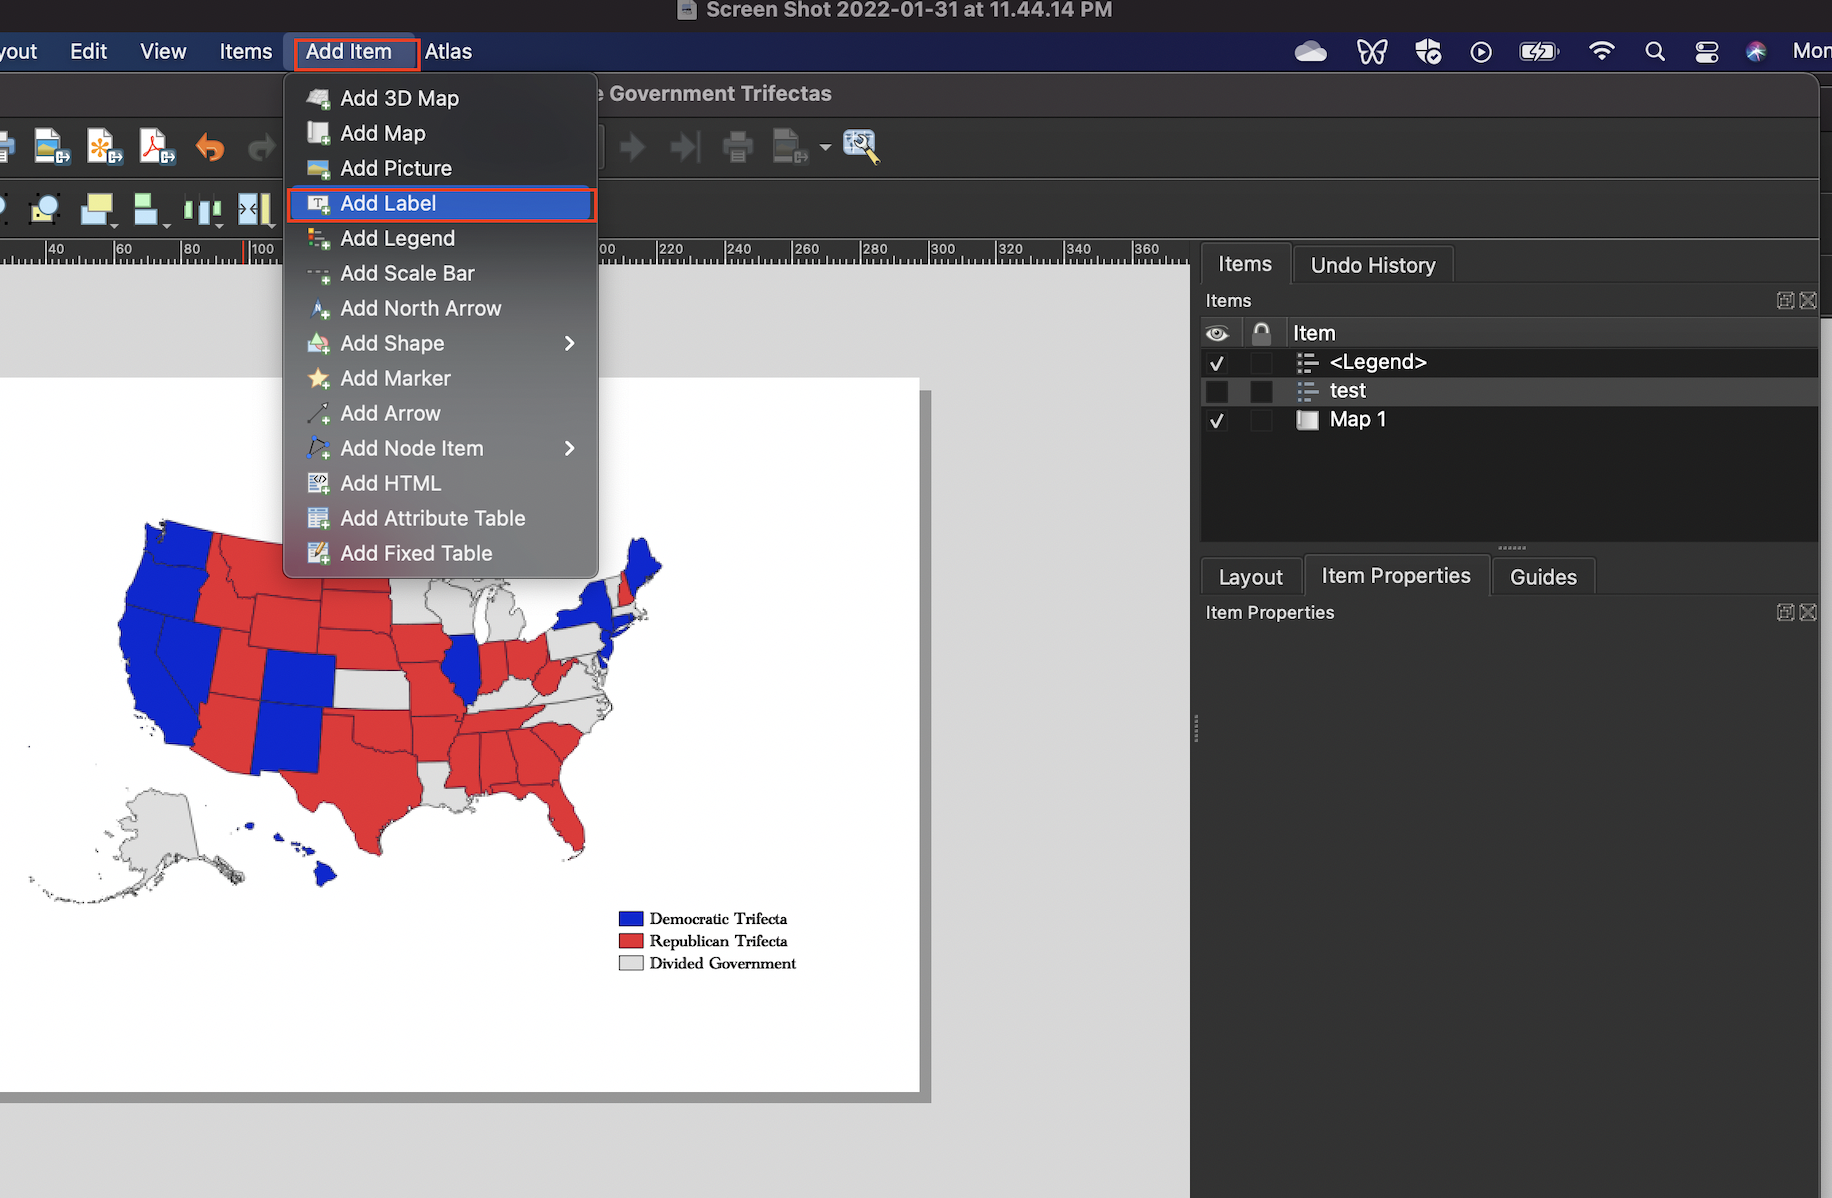 Screen Shot 2022-01-31 at 11.44.14 PM
yout Edit View Items Add Item Atlas Mon
e Government Trifectas
Add 3D Map
Add Map
Add Picture
Add Label
Add Legend
Add Scale Bar
Add North Arrow
Add Shape
Add Marker
Add Arrow
Add Node Item
Add HTML
Add Attribute Table
Add Fixed Table
40 60 80 100 00 220 240 260 280 300 320 340 360
Items Undo History
Items
Item
<Legend>
test
Map 1
Layout Item Properties Guides
Item Properties
Democratic Trifecta
Republican Trifecta
Divided Government